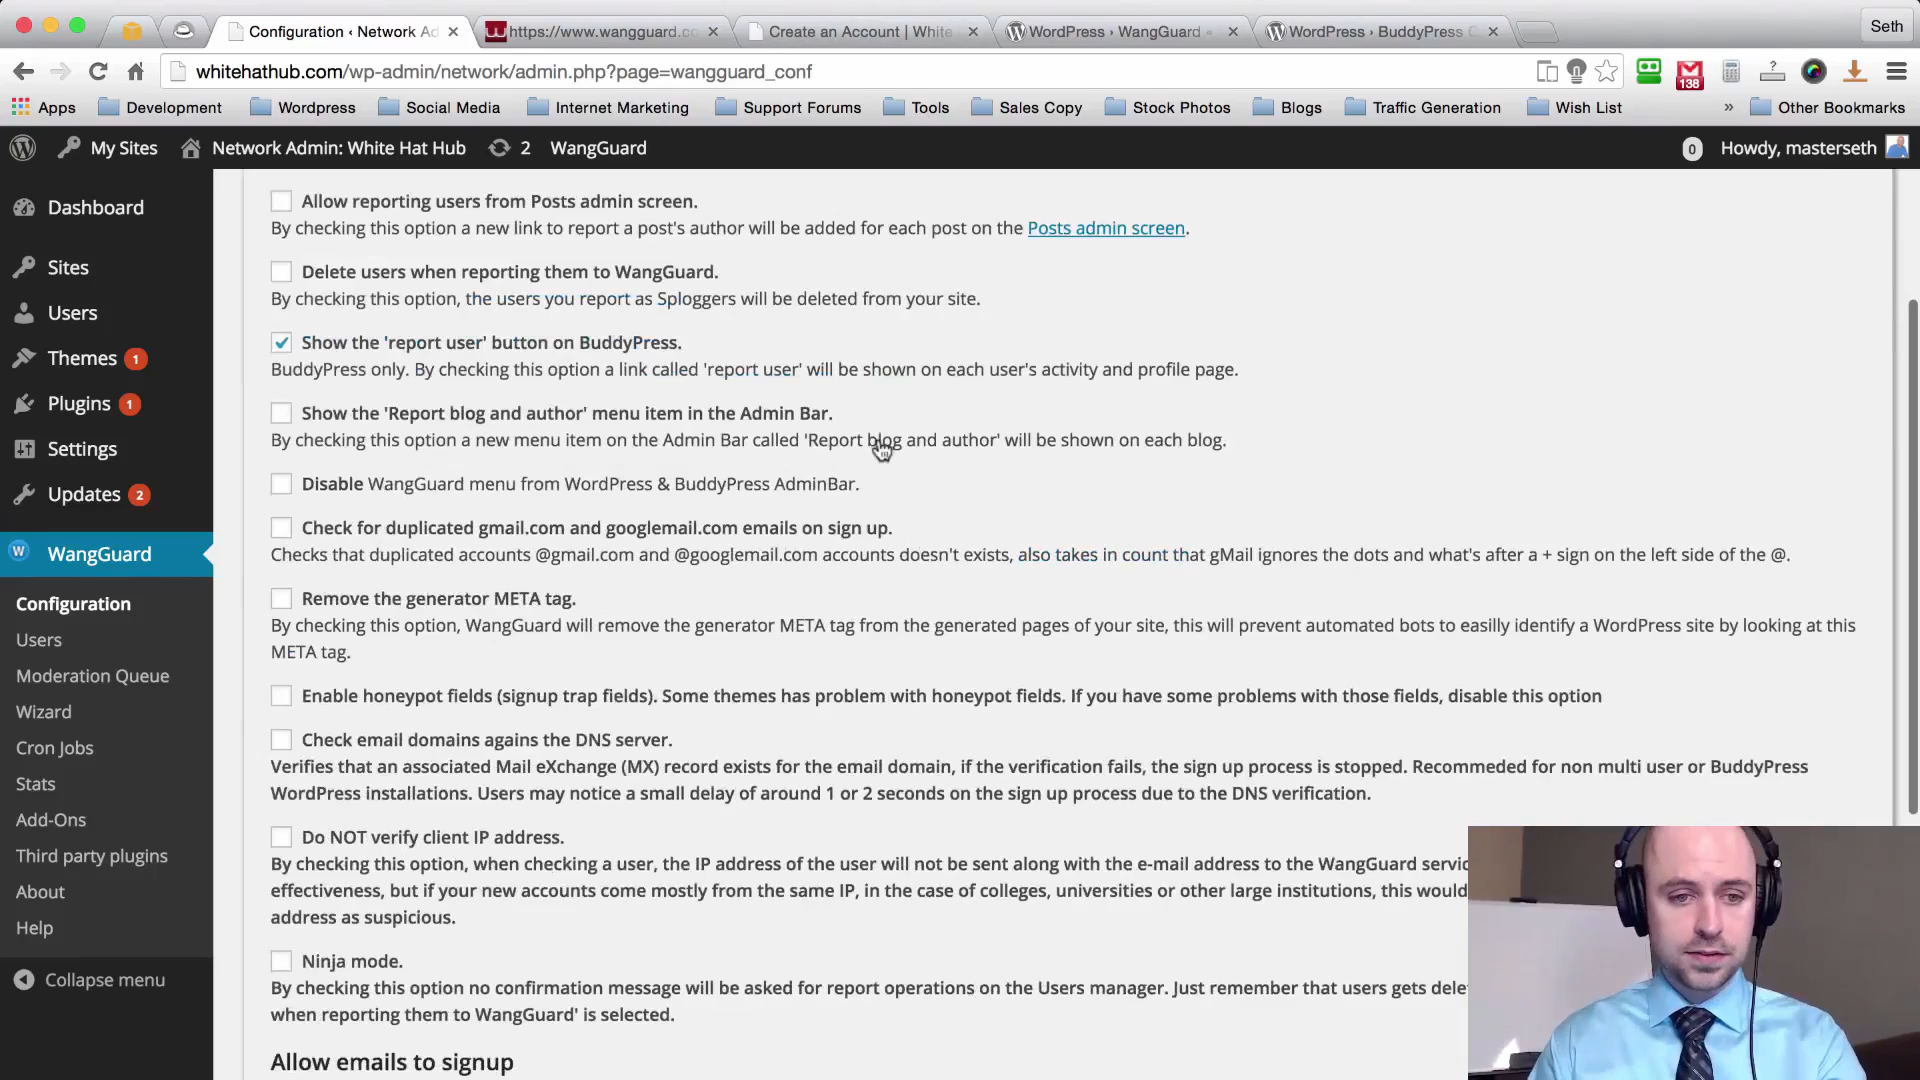 Configuration ‹ Network Ad
https://www.wangguard.co
Create an Account | White
WordPress › WangGuard «
WordPress › BuddyPress C
Seth
whitehathub.com/wp-admin/network/admin.php?page=wangguard_conf
138
Apps
Development
Wordpress
Social Media
Internet Marketing
Support Forums
Tools
Sales Copy
Stock Photos
Blogs
Traffic Generation
Wish List
»
Other Bookmarks
My Sites
Network Admin: White Hat Hub
2
WangGuard
0
Howdy, masterseth
Dashboard
Sites
Users
Themes 1
Plugins 1
Settings
Updates 2
WangGuard
Configuration
Users
Moderation Queue
Wizard
Cron Jobs
Stats
Add-Ons
Third party plugins
About
Help
Collapse menu
Allow reporting users from Posts admin screen.
By checking this option a new link to report a post's author will be added for each post on the Posts admin screen.
Delete users when reporting them to WangGuard.
By checking this option, the users you report as Sploggers will be deleted from your site.
Show the 'report user' button on BuddyPress.
BuddyPress only. By checking this option a link called 'report user' will be shown on each user's activity and profile page.
Show the 'Report blog and author' menu item in the Admin Bar.
By checking this option a new menu item on the Admin Bar called 'Report blog and author' will be shown on each blog.
Disable WangGuard menu from WordPress & BuddyPress AdminBar.
Check for duplicated gmail.com and googlemail.com emails on sign up.
Checks that duplicated accounts @gmail.com and @googlemail.com accounts doesn't exists, also takes in count that gMail ignores the dots and what's after a + sign on the left side of the @.
Remove the generator META tag.
By checking this option, WangGuard will remove the generator META tag from the generated pages of your site, this will prevent automated bots to easilly identify a WordPress site by looking at this
META tag.
Enable honeypot fields (signup trap fields). Some themes has problem with honeypot fields. If you have some problems with those fields, disable this option
Check email domains agains the DNS server.
Verifies that an associated Mail eXchange (MX) record exists for the email domain, if the verification fails, the sign up process is stopped. Recommeded for non multi user or BuddyPress
WordPress installations. Users may notice a small delay of around 1 or 2 seconds on the sign up process due to the DNS verification.
Do NOT verify client IP address.
By checking this option, when checking a user, the IP address of the user will not be sent along with the e-mail address to the WangGuard servic
effectiveness, but if your new accounts come mostly from the same IP, in the case of colleges, universities or other large institutions, this would
address as suspicious.
Ninja mode.
By checking this option no confirmation message will be asked for report operations on the Users manager. Just remember that users gets dele
when reporting them to WangGuard' is selected.
Allow emails to signup